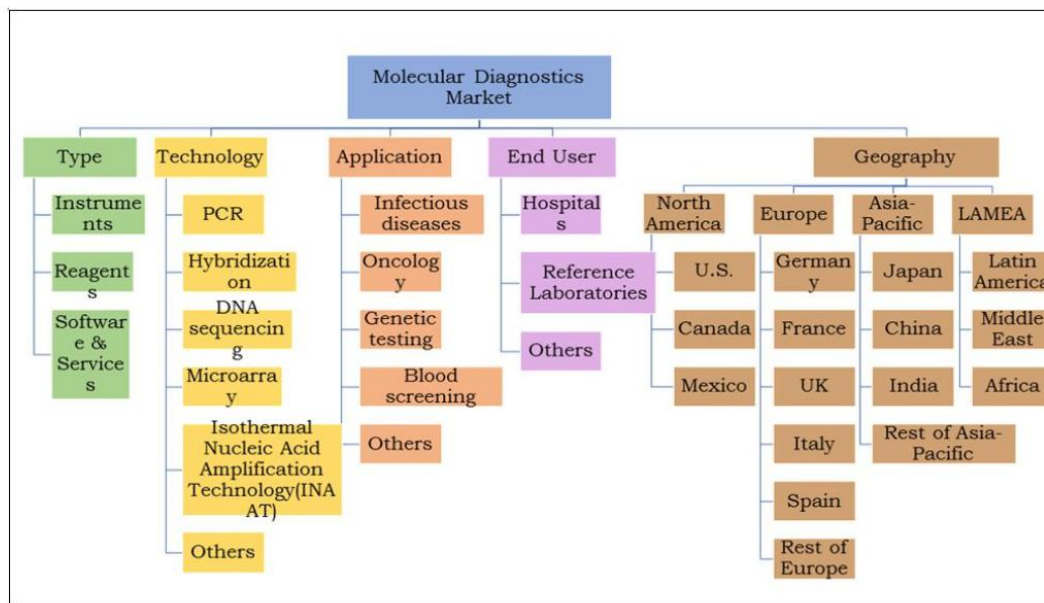 Molecular Diagnostics
Market
Type
Instrume
nts
Reagent
s
Softwar
e &
Service
s
Technology
PCR
Hybridizati
on
DNA
sequencin
g
Microarra
y
Isothermal
Nucleic Acid
Amplification
Technology(INA
AT)
Others
Application
Infectious
diseases
Oncolog
y
Genetic
testing
Blood
screening
Others
End User
Hospital
s
Reference
Laboratories
Others
Geography
North
America
U.S.
Canada
Mexico
Europe
German
y
France
UK
Italy
Spain
Rest of
Europe
Asia-
Pacific
Japan
China
India
Rest of Asia-
Pacific
LAMEA
Latin
America
Middle
East
Africa